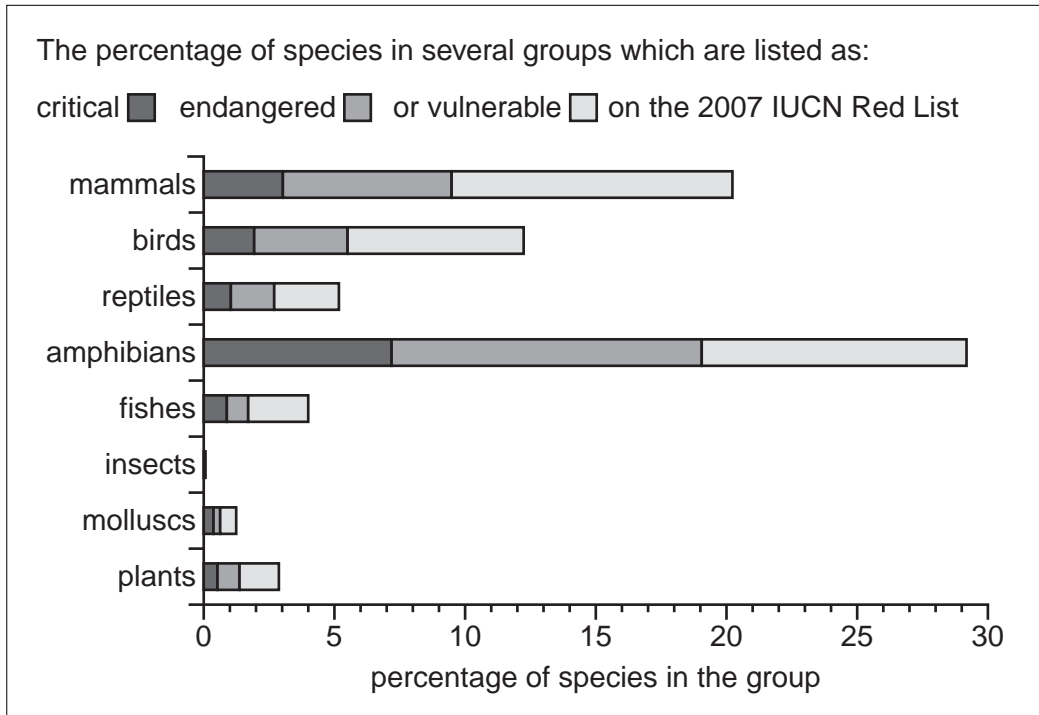 The percentage of species in several groups which are listed as:
critical endangered or vulnerable on the 2007 IUCN Red List
mammals
birds
reptiles
amphibians
fishes
insects
molluscs
plants
0 5 10 15 20 25 30
percentage of species in the group